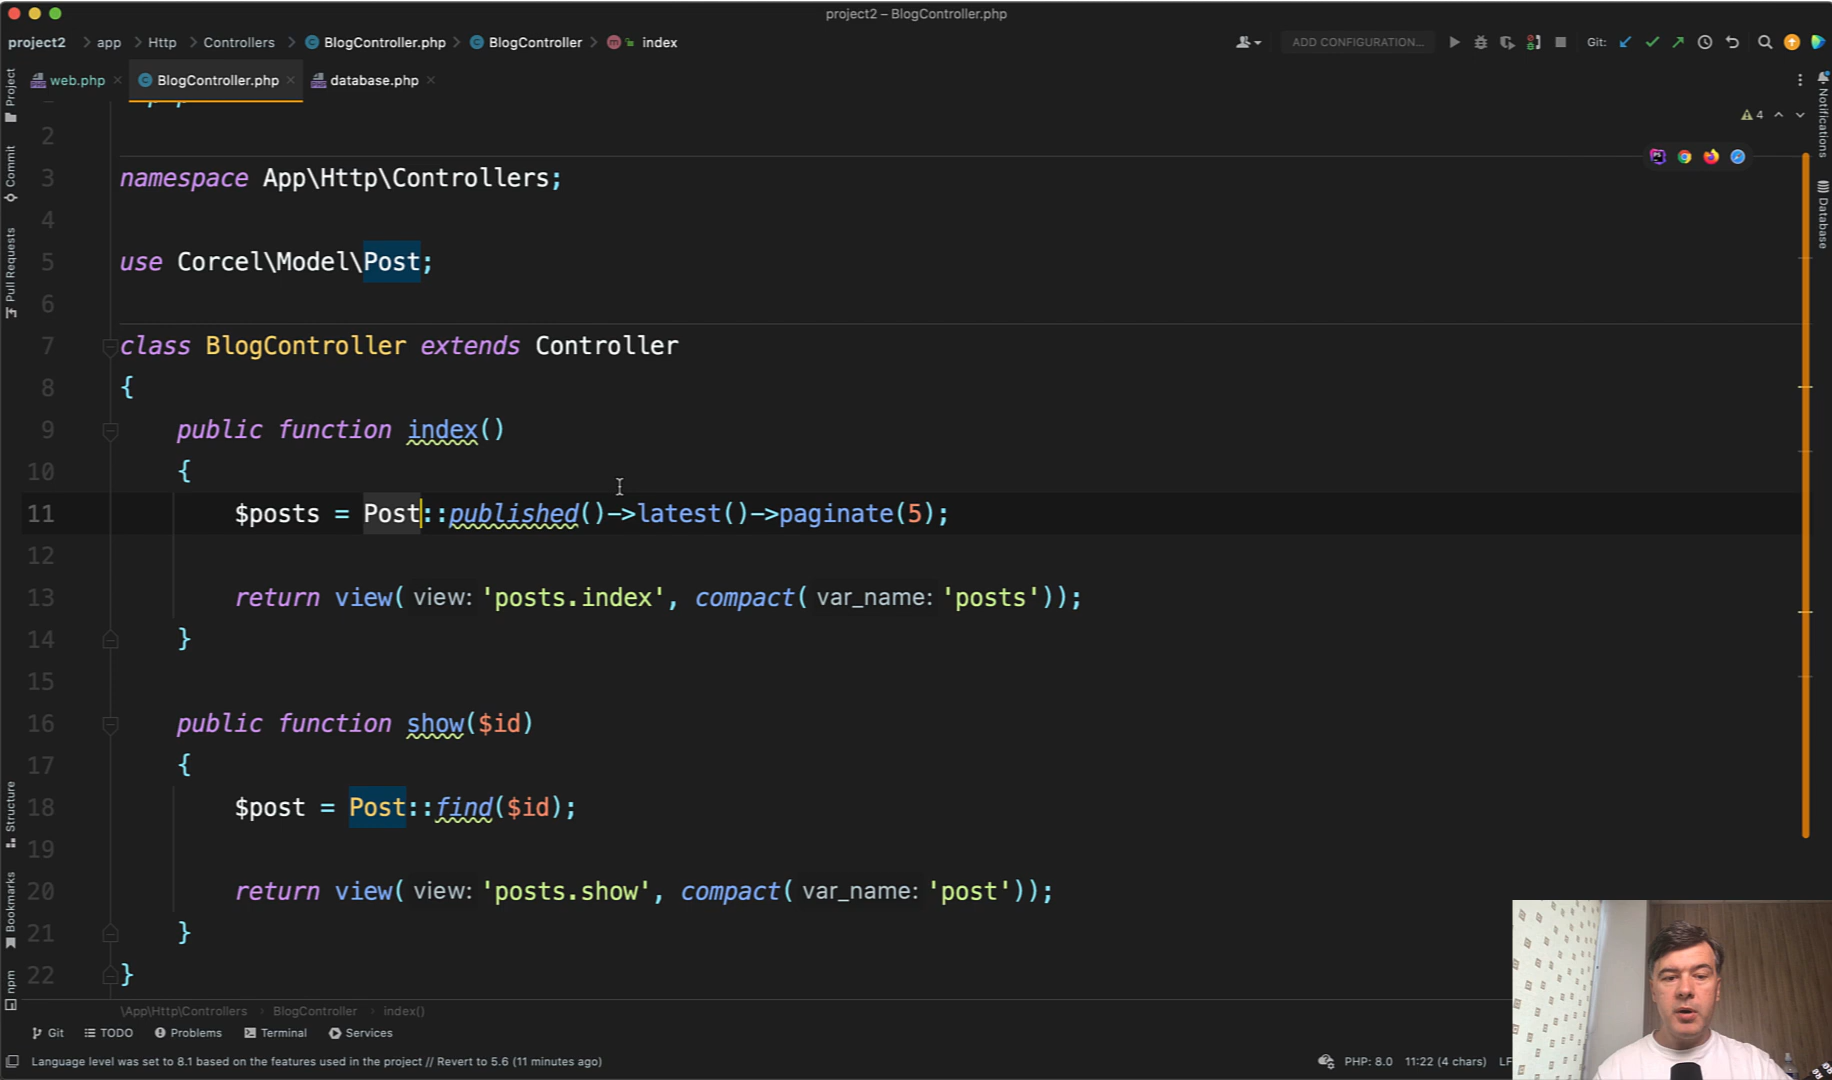 project2 – BlogController.php
project2 app Http Controllers BlogController.php BlogController index
ADD CONFIGURATION... Git:
web.php BlogController.php database.php
Project
Commit
Pull Requests
Structure
Bookmarks
npm
Notifications
Database
4
2
3 namespace App\Http\Controllers;
4
5 use Corcel\Model\Post;
6
7 class BlogController extends Controller
8 {
9 public function index()
10 {
11 $posts = Post::published()->latest()->paginate(5);
12
13 return view( view: 'posts.index', compact( var_name: 'posts'));
14 }
15
16 public function show($id)
17 {
18 $post = Post::find($id);
19
20 return view( view: 'posts.show', compact( var_name: 'post'));
21 }
22 }
\App\Http\Controllers BlogController index()
Git TODO Problems Terminal Services
Language level was set to 8.1 based on the features used in the project // Revert to 5.6 (11 minutes ago)
PHP: 8.0 11:22 (4 chars) LF